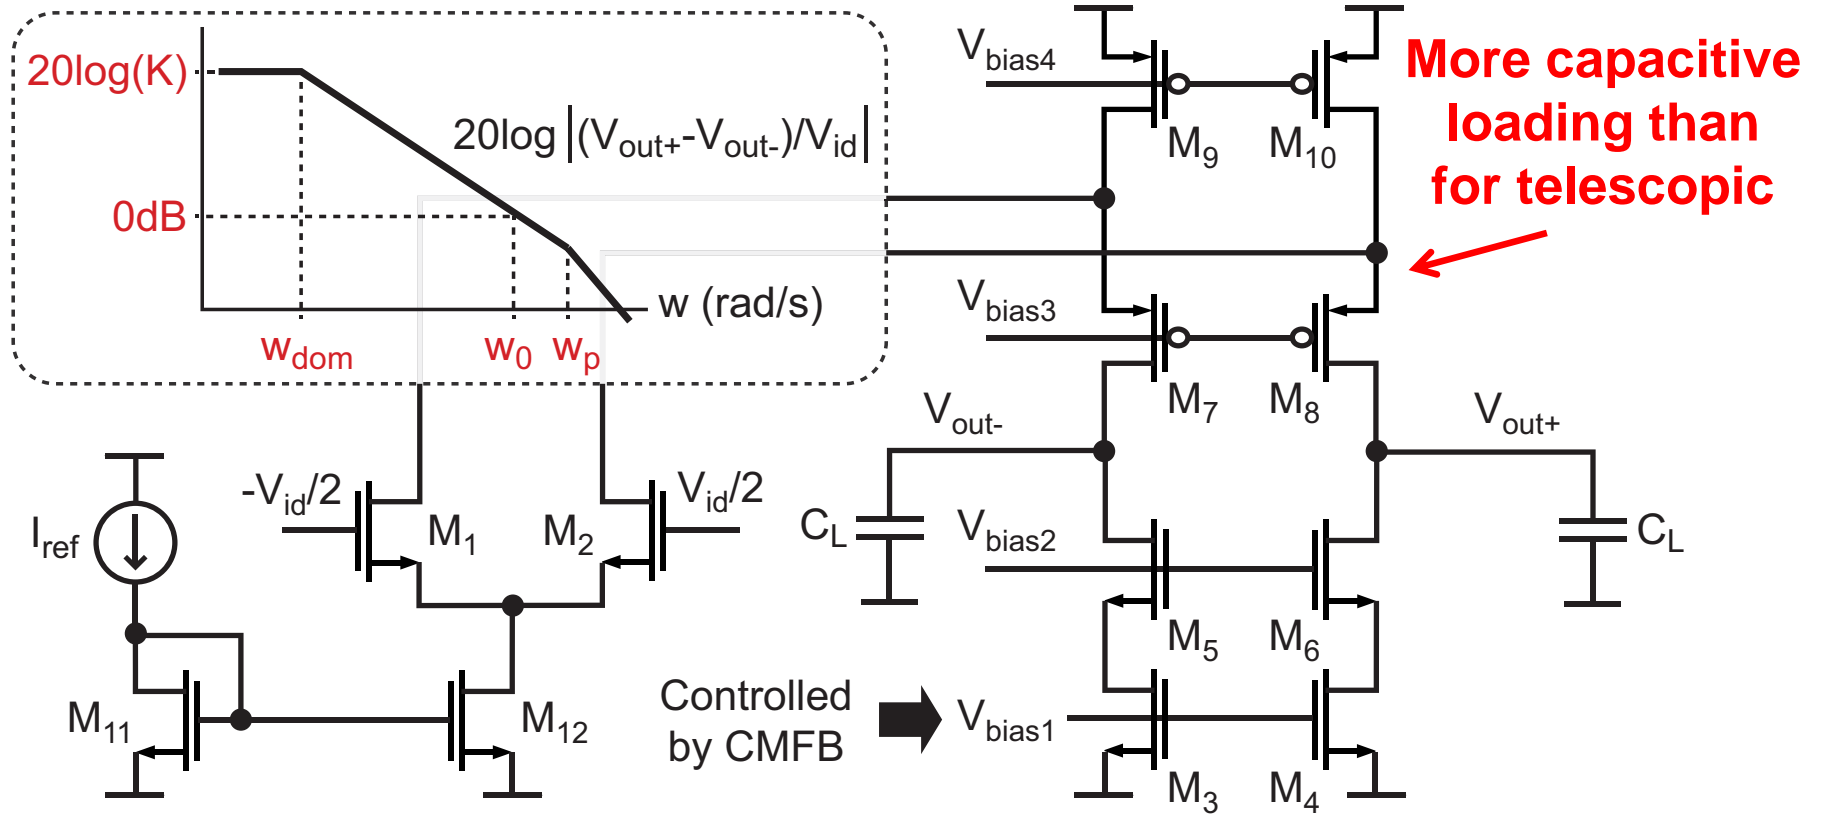 20log(K)
0dB
20log |(Vout+-Vout-)/Vid|
w (rad/s)
wdom
w0
wp
Vbias4
M9
M10
More capacitive
loading than
for telescopic
Vbias3
M7
M8
Vout-
Vout+
Iref
-Vid/2
M1
M2
Vid/2
CL
Vbias2
CL
M5
M6
M11
M12
Controlled
by CMFB
Vbias1
M3
M4